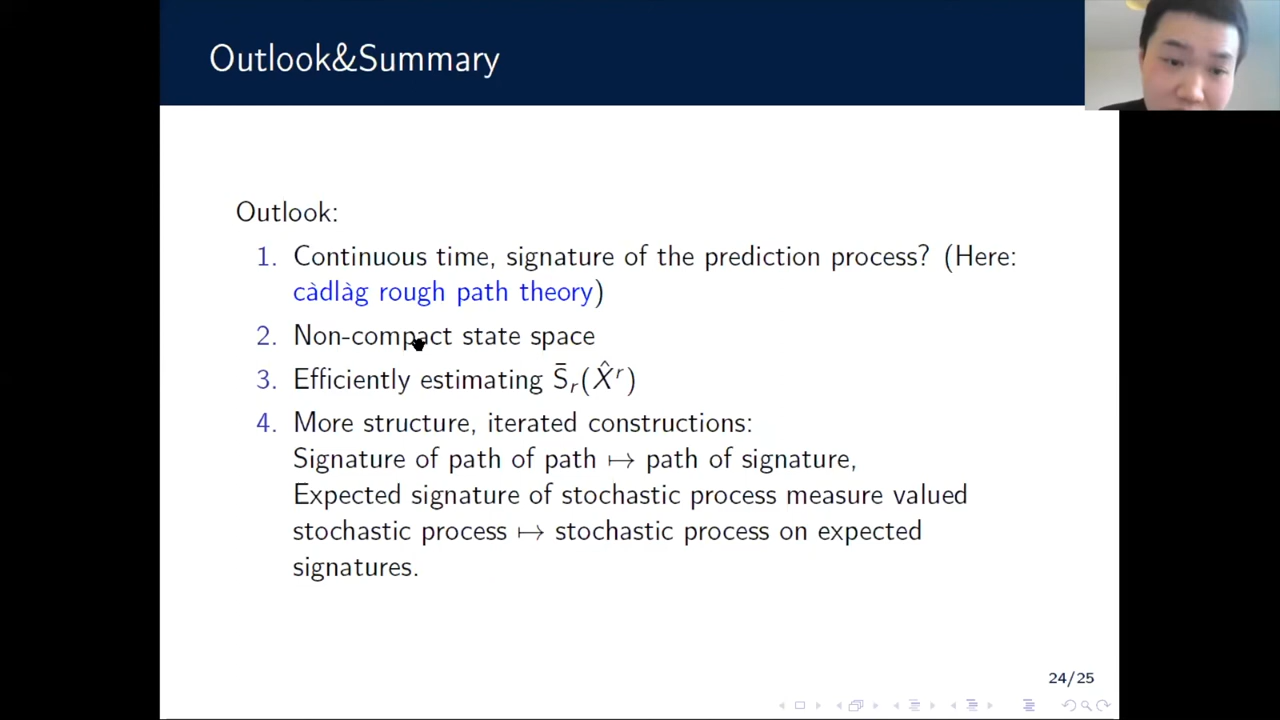 Outlook&Summary
Outlook:
1. Continuous time, signature of the prediction process? (Here:
càdlàg rough path theory)
2. Non-compact state space
3. Efficiently estimating S̄ᵣ(X̂ʳ)
4. More structure, iterated constructions:
Signature of path of path ↦ path of signature,
Expected signature of stochastic process measure valued
stochastic process ↦ stochastic process on expected
signatures.
24/25